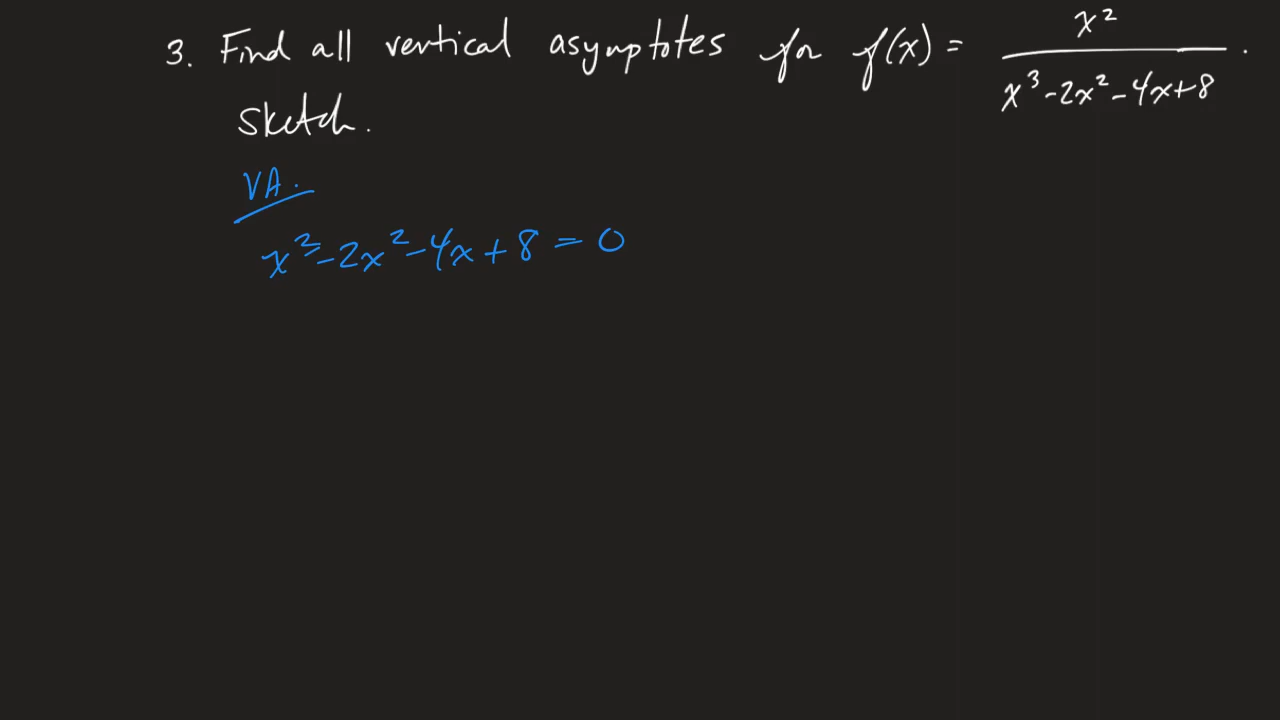 3. Find all vertical asymptotes for f(x) = x² / (x³ - 2x² - 4x + 8).
Sketch.
VA.
x³ - 2x² - 4x + 8 = 0